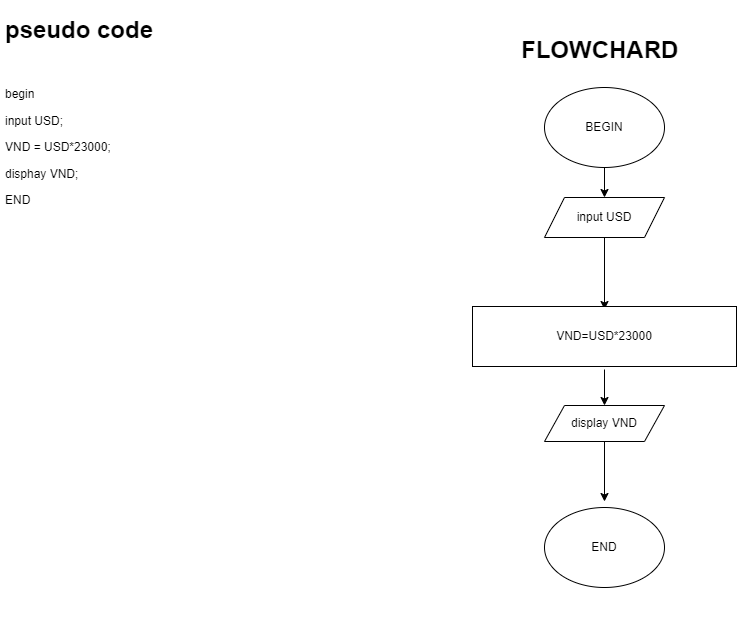 pseudo code
begin
input USD;
VND = USD*23000;
disphay VND;
END
FLOWCHARD
BEGIN
input USD
VND=USD*23000
display VND
END